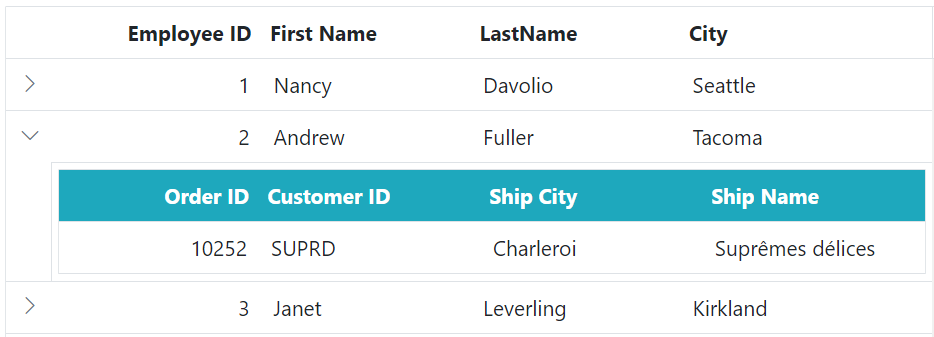 Employee ID First Name LastName City
1 Nancy Davolio Seattle
2 Andrew Fuller Tacoma
Order ID Customer ID Ship City Ship Name
10252 SUPRD Charleroi Suprêmes délices
3 Janet Leverling Kirkland